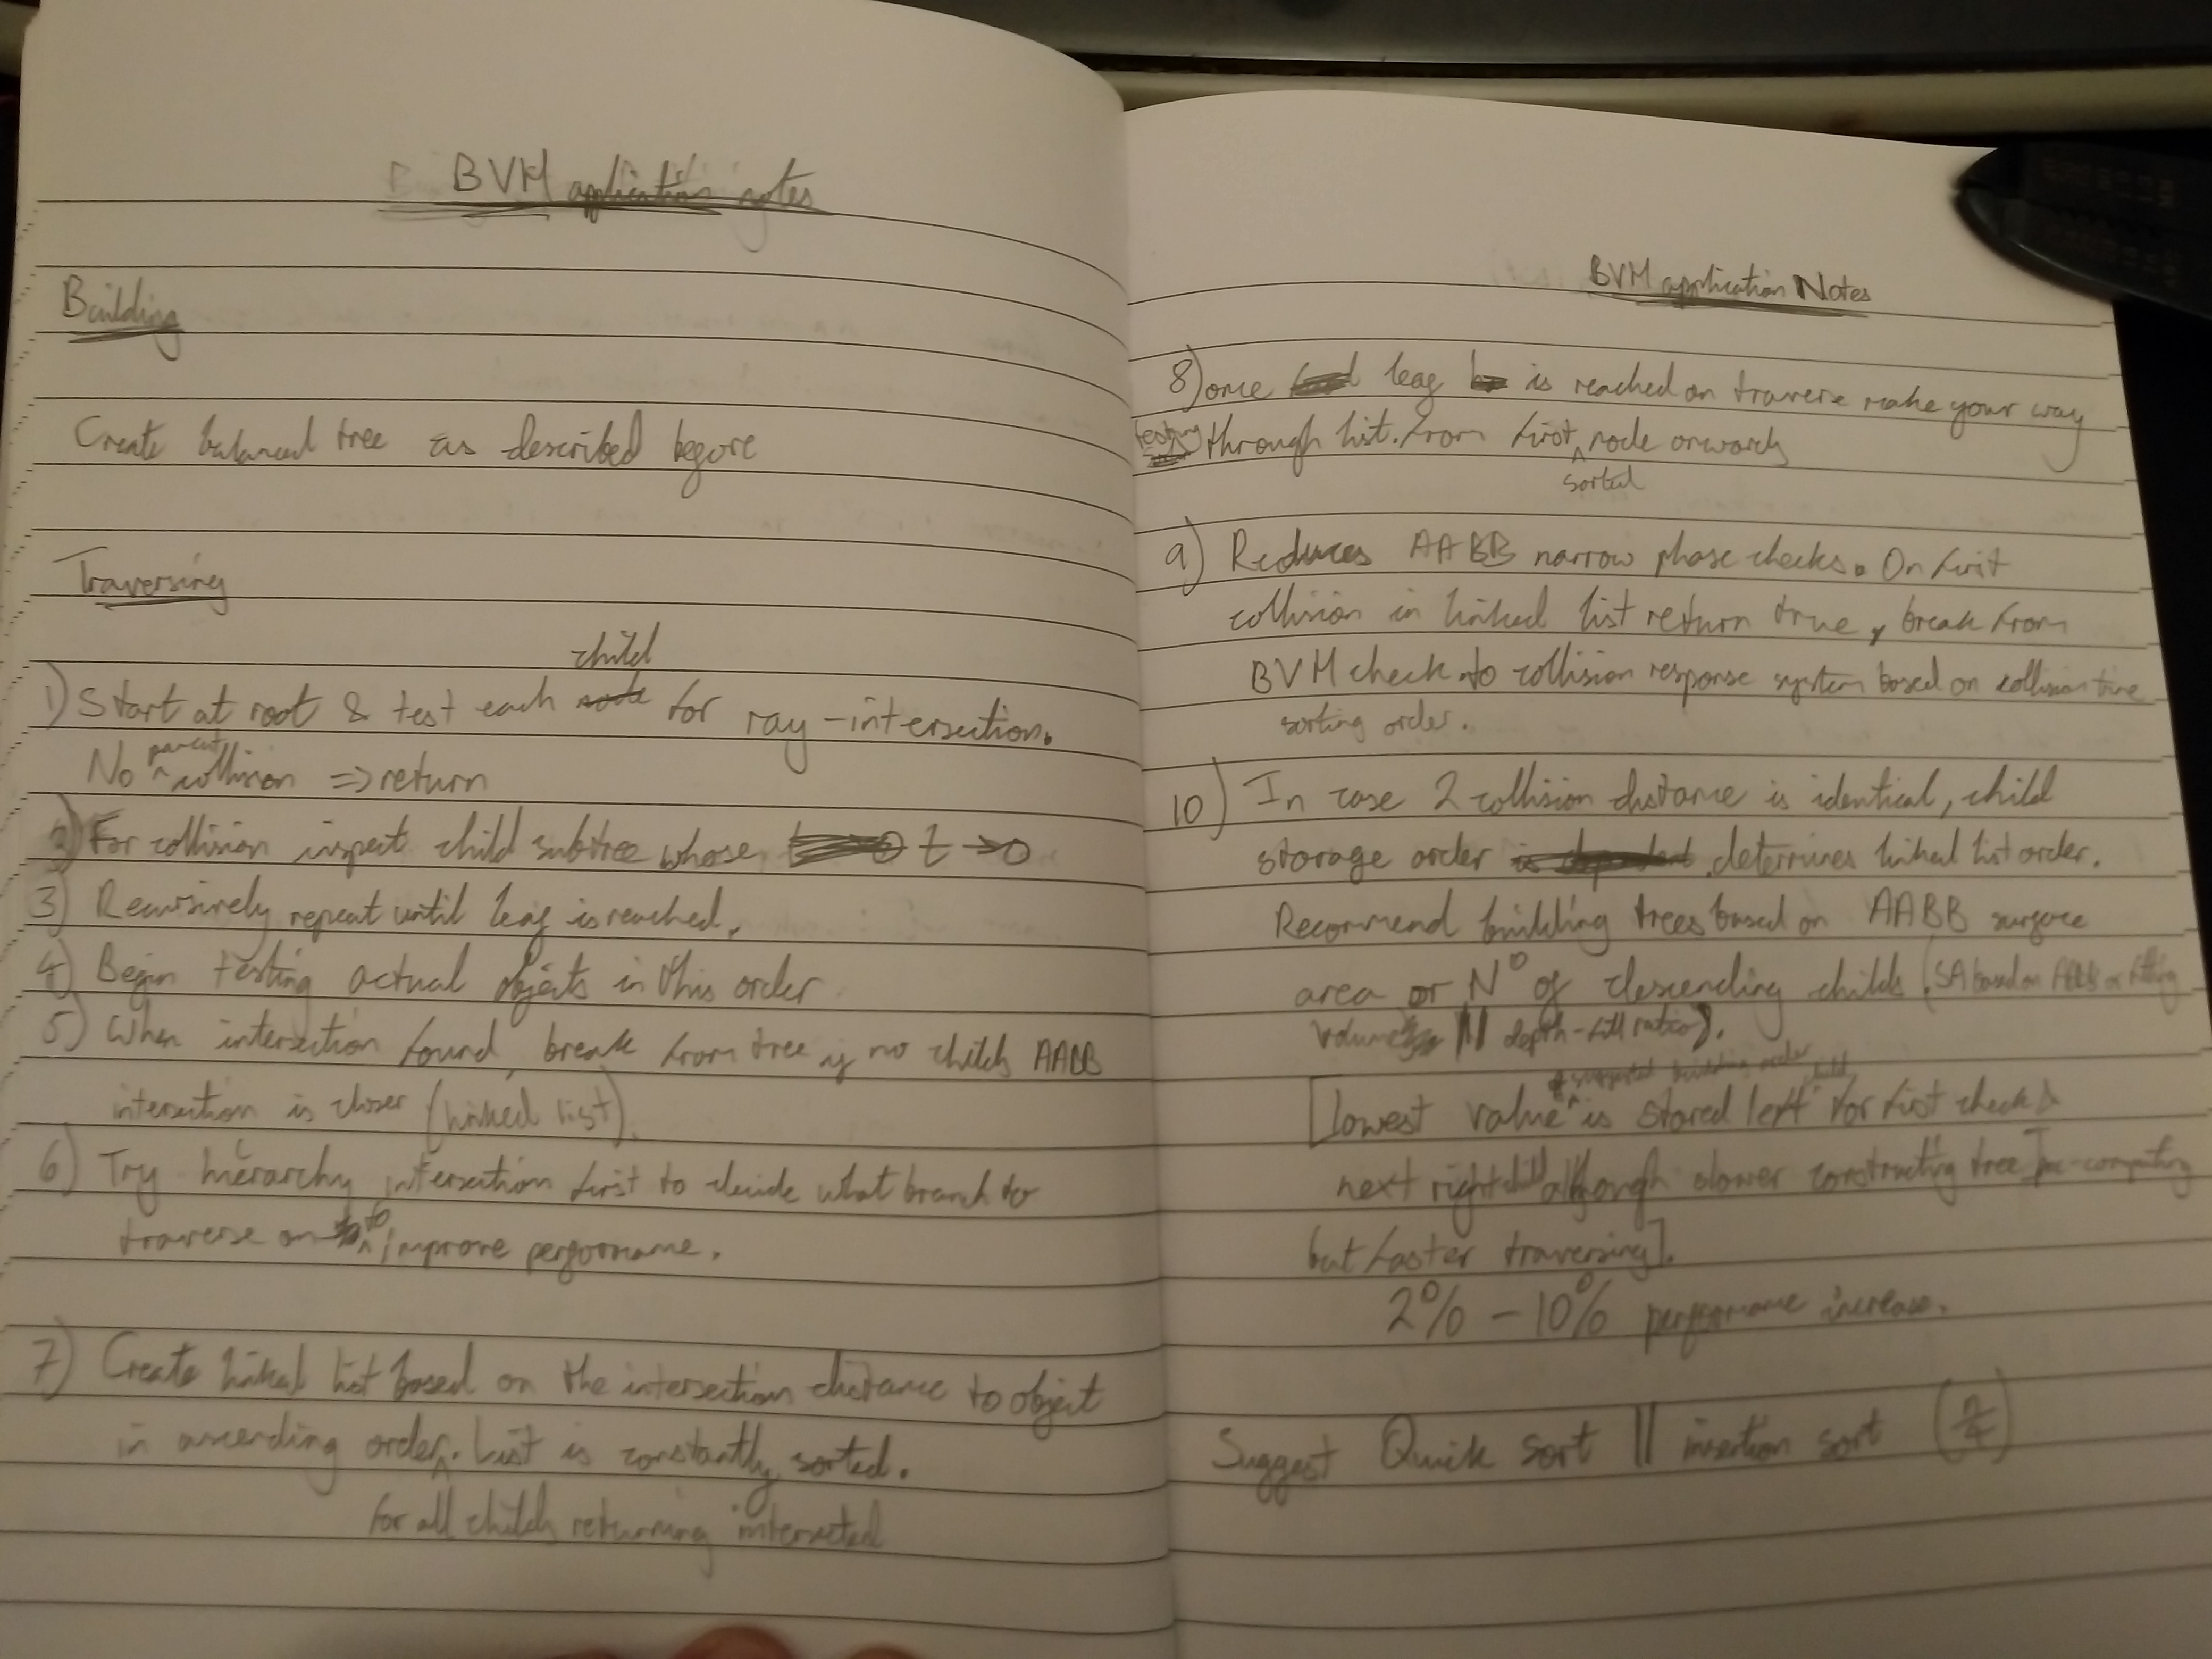 BVH application notes
Building
Create balanced tree as described before
Traversing
child
1) Start at root & test each node for ray-intersection.
parent
No ^ collision => return
2) For collision inspect child subtree whose t →0
3) Recursively repeat until leaf is reached.
4) Begin testing actual objects in this order
5) When intersection found, break from tree if no childs AABB
intersection is closer (linked list).
6) Try hierarchy intersection first to decide what branch to
to
traverse on ^ improve performance.
7) Create linked list based on the intersection distance to object
in ascending order ^. List is constantly sorted.
for all childs returning intersected
BVH application Notes
8) once leaf is reached on travere make your way
testing through list. from first ^ node onwards
sorted
9) Reduces AABB narrow phase checks. On first
collision in linked list return true, break from
BVH check to collision response system based on collision time
sorting order.
10) In case 2 collision distance is identical, child
storage order determines linked list order.
Recommend building trees based on AABB surface
area or Nº of descending childs (SA based on AABBs or fitting
volume || depth-fill ratio).
suggested building order child
[lowest value ^ is stored left for first check &
next right child although slower constructing tree pre-computing
but faster traversing].
2% - 10% performance increase.
Suggest Quick sort || insertion sort (n/4)